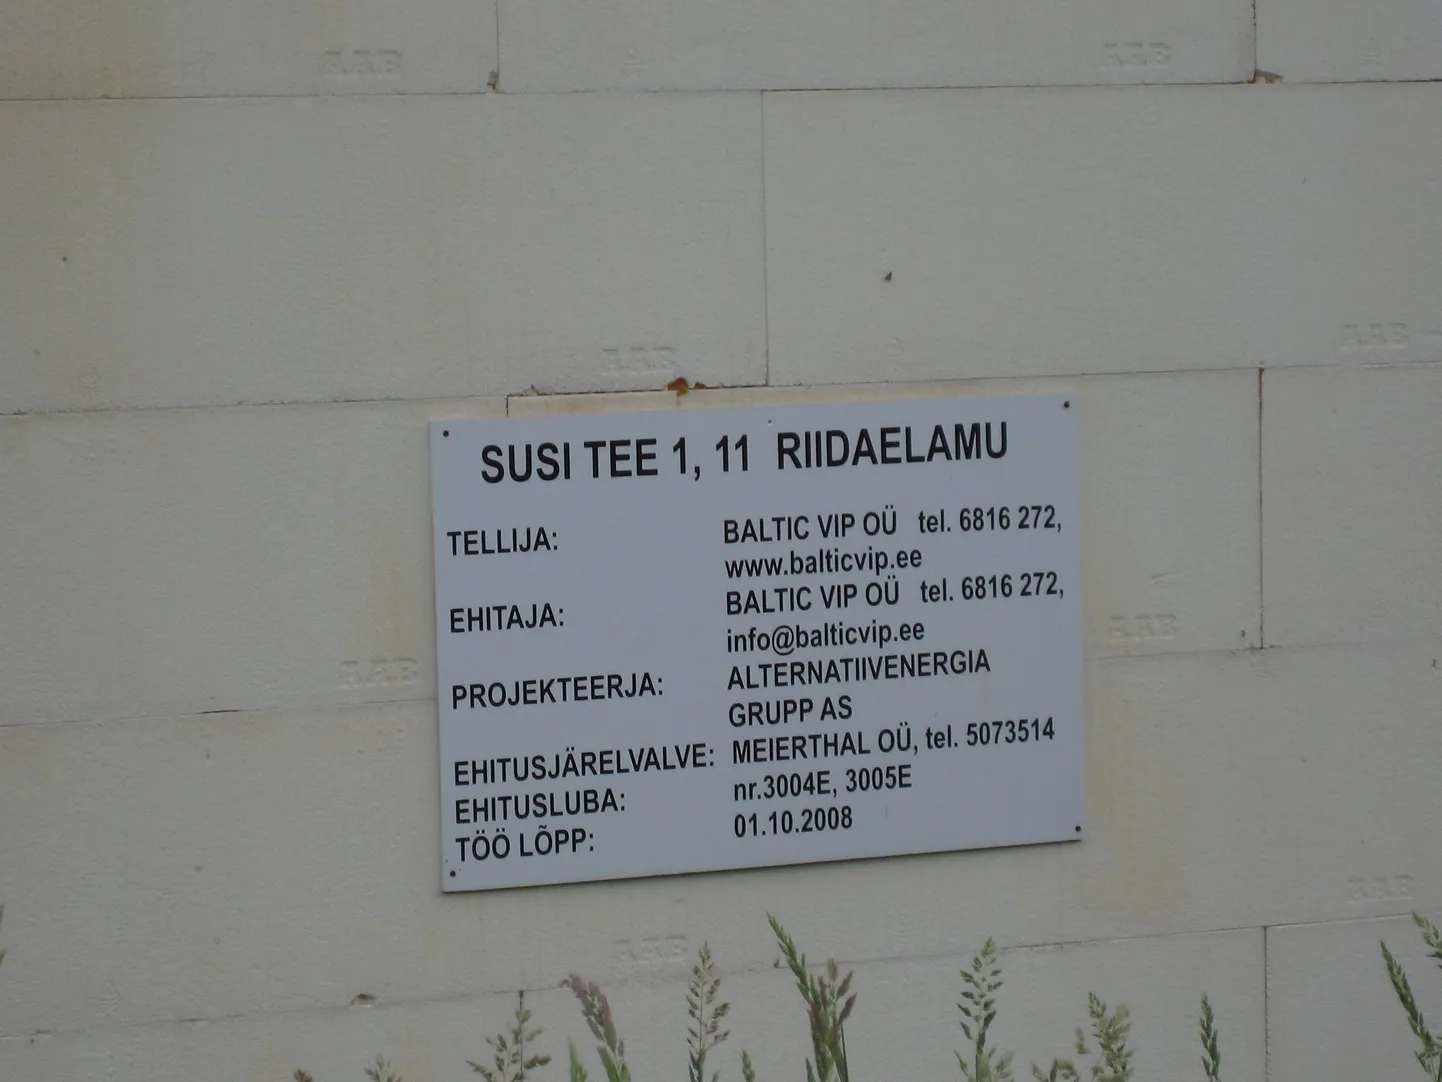 SUSI TEE 1, 11 RIIDAELAMU
TELLIJA: BALTIC VIP OÜ tel. 6816 272,
www.balticvip.ee
EHITAJA: BALTIC VIP OÜ tel. 6816 272,
info@balticvip.ee
PROJEKTEERJA: ALTERNATIIVENERGIA
GRUPP AS
EHITUSJÄRELVALVE: MEIERTHAL OÜ, tel. 5073514
EHITUSLUBA: nr.3004E, 3005E
TÖÖ LÕPP: 01.10.2008